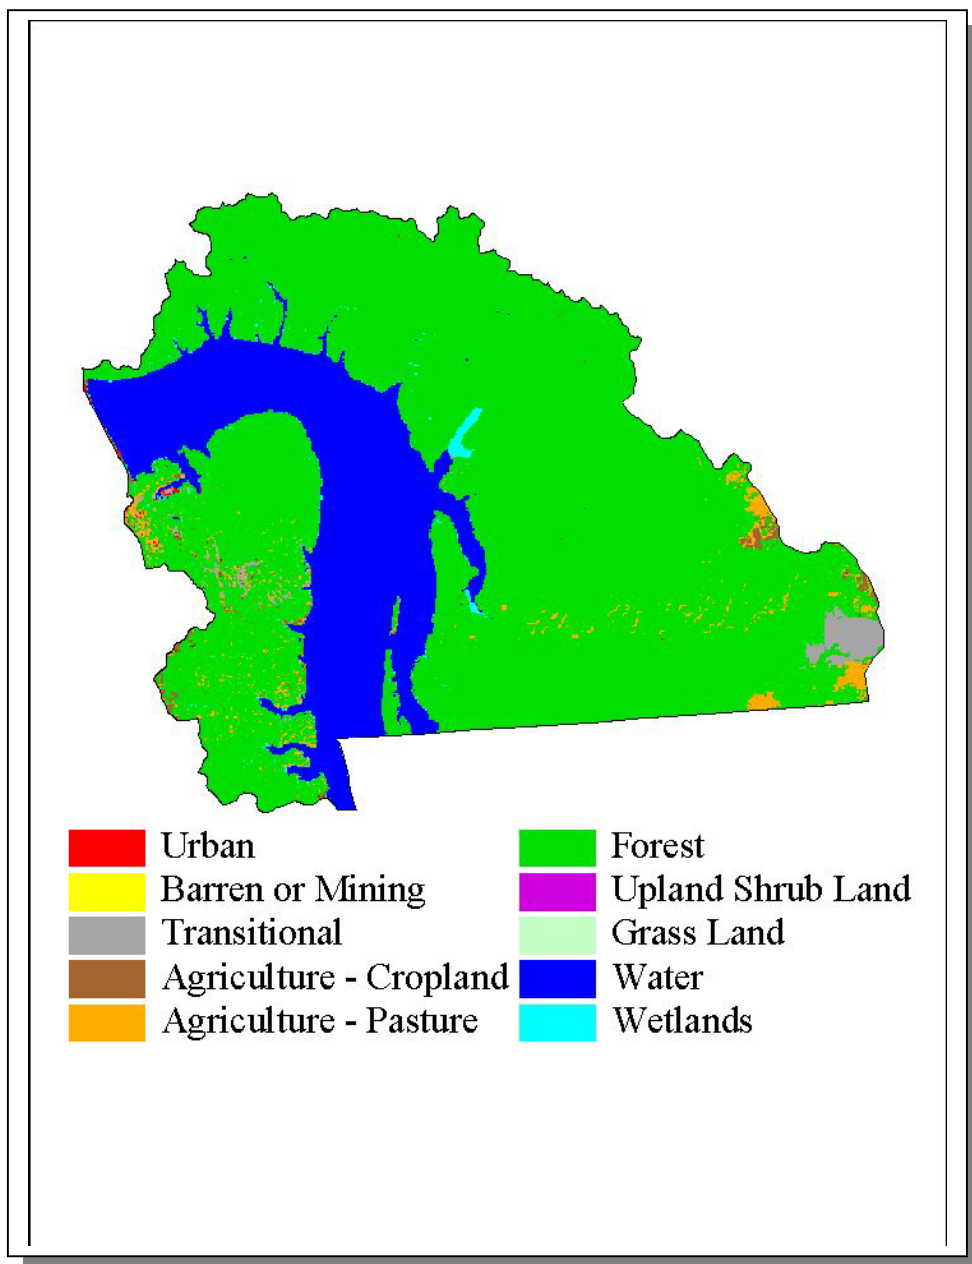 Urban
Barren or Mining
Transitional
Agriculture - Cropland
Agriculture - Pasture
Forest
Upland Shrub Land
Grass Land
Water
Wetlands